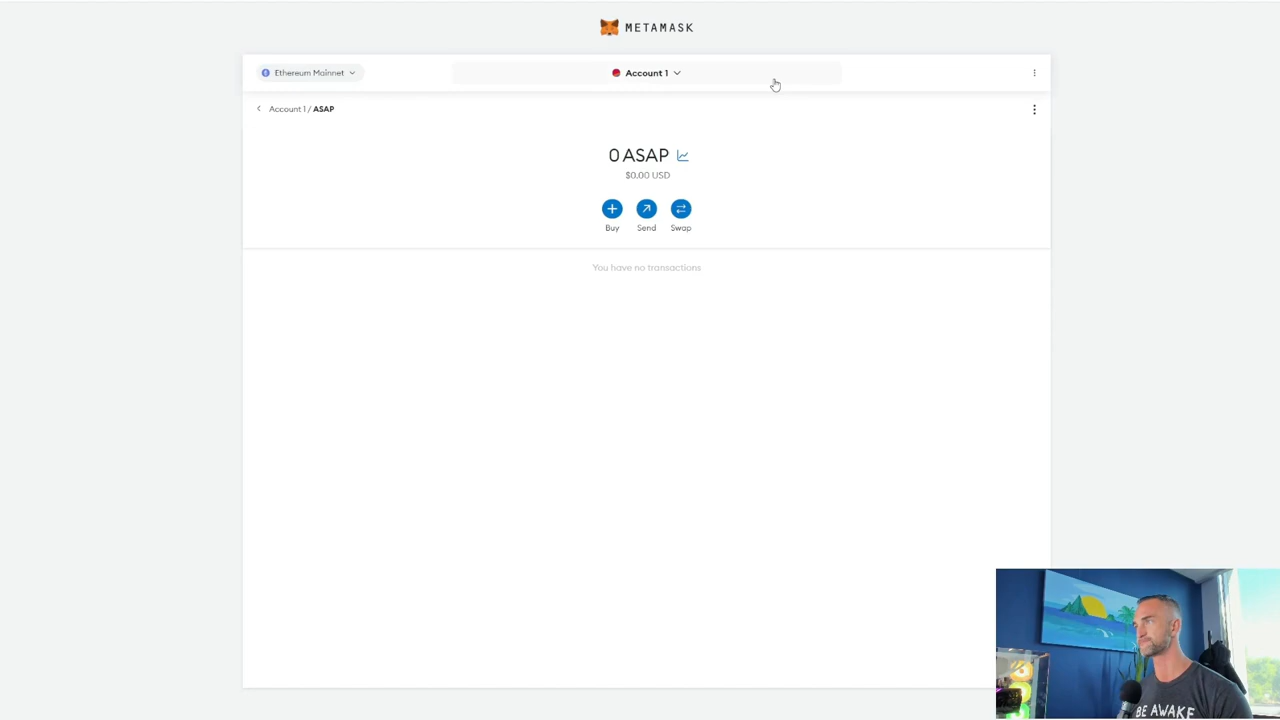 METAMASK
Ethereum Mainnet
Account 1
Account 1 / ASAP
0 ASAP
$0.00 USD
Buy Send Swap
You have no transactions
BE AWAKE